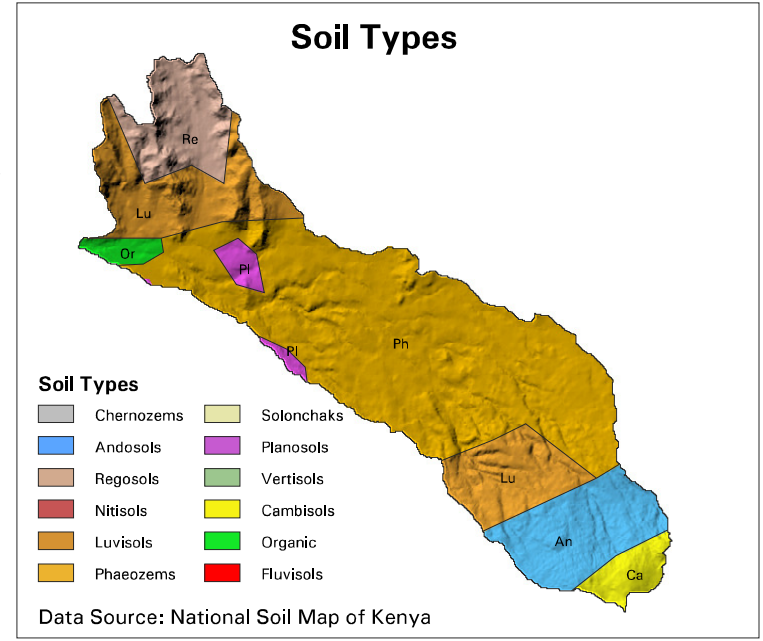 Soil Types
Re
Lu
Or
Pl
Pl
Ph
Lu
An
Ca
Soil Types
Chernozems
Solonchaks
Andosols
Planosols
Regosols
Vertisols
Nitisols
Cambisols
Luvisols
Organic
Phaeozems
Fluvisols
Data Source: National Soil Map of Kenya